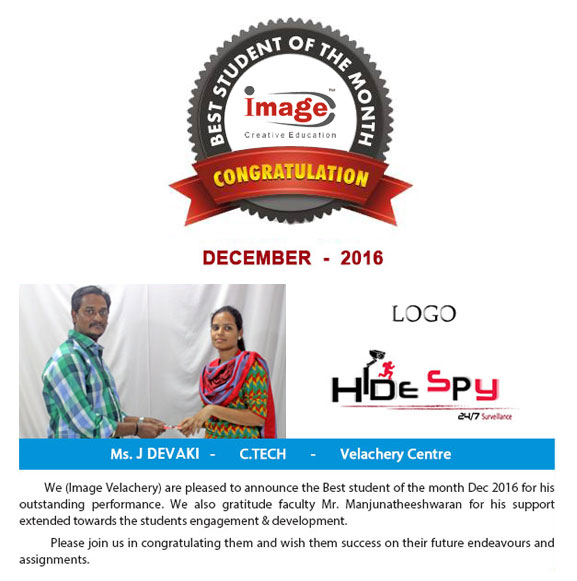 BEST STUDENT OF THE MONTH
Image
Creative Education
CONGRATULATION
DECEMBER - 2016
LOGO
HIDe Spy
24/7 Surveillance
Ms. J DEVAKI - C.TECH - Velachery Centre
We (Image Velachery) are pleased to announce the Best student of the month Dec 2016 for his
outstanding performance. We also gratitude faculty Mr. Manjunatheeshwaran for his support
extended towards the students engagement & development.
Please join us in congratulating them and wish them success on their future endeavours and
assignments.